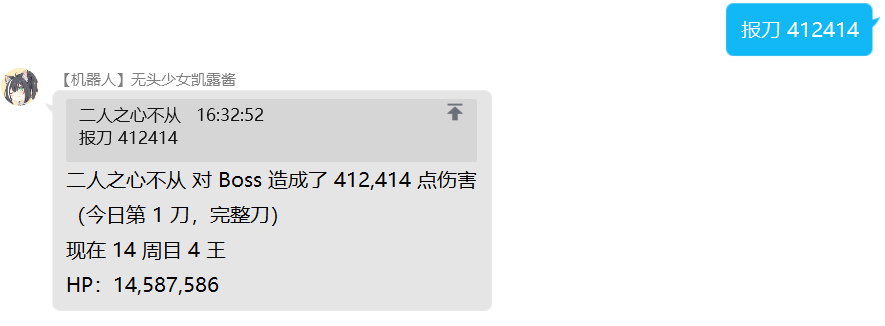 报刀 412414
【机器人】无头少女凯露酱
二人之心不从 16:32:52
报刀 412414
二人之心不从 对 Boss 造成了 412,414 点伤害
（今日第 1 刀，完整刀）
现在 14 周目 4 王
HP：14,587,586